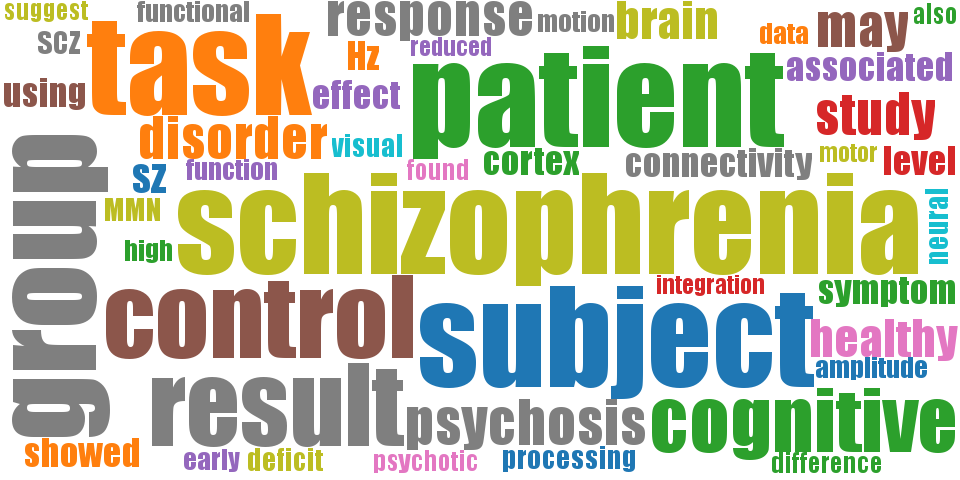 suggest
functional
response
motion
brain
data
may
also
scz
task
Hz
reduced
patient
associated
using
effect
study
disorder
visual
cortex
connectivity
motor
level
group
sz
function
found
MMN
schizophrenia
neural
high
control
subject
integration
symptom
healthy
amplitude
result
psychosis
cognitive
showed
early
deficit
psychotic
processing
difference